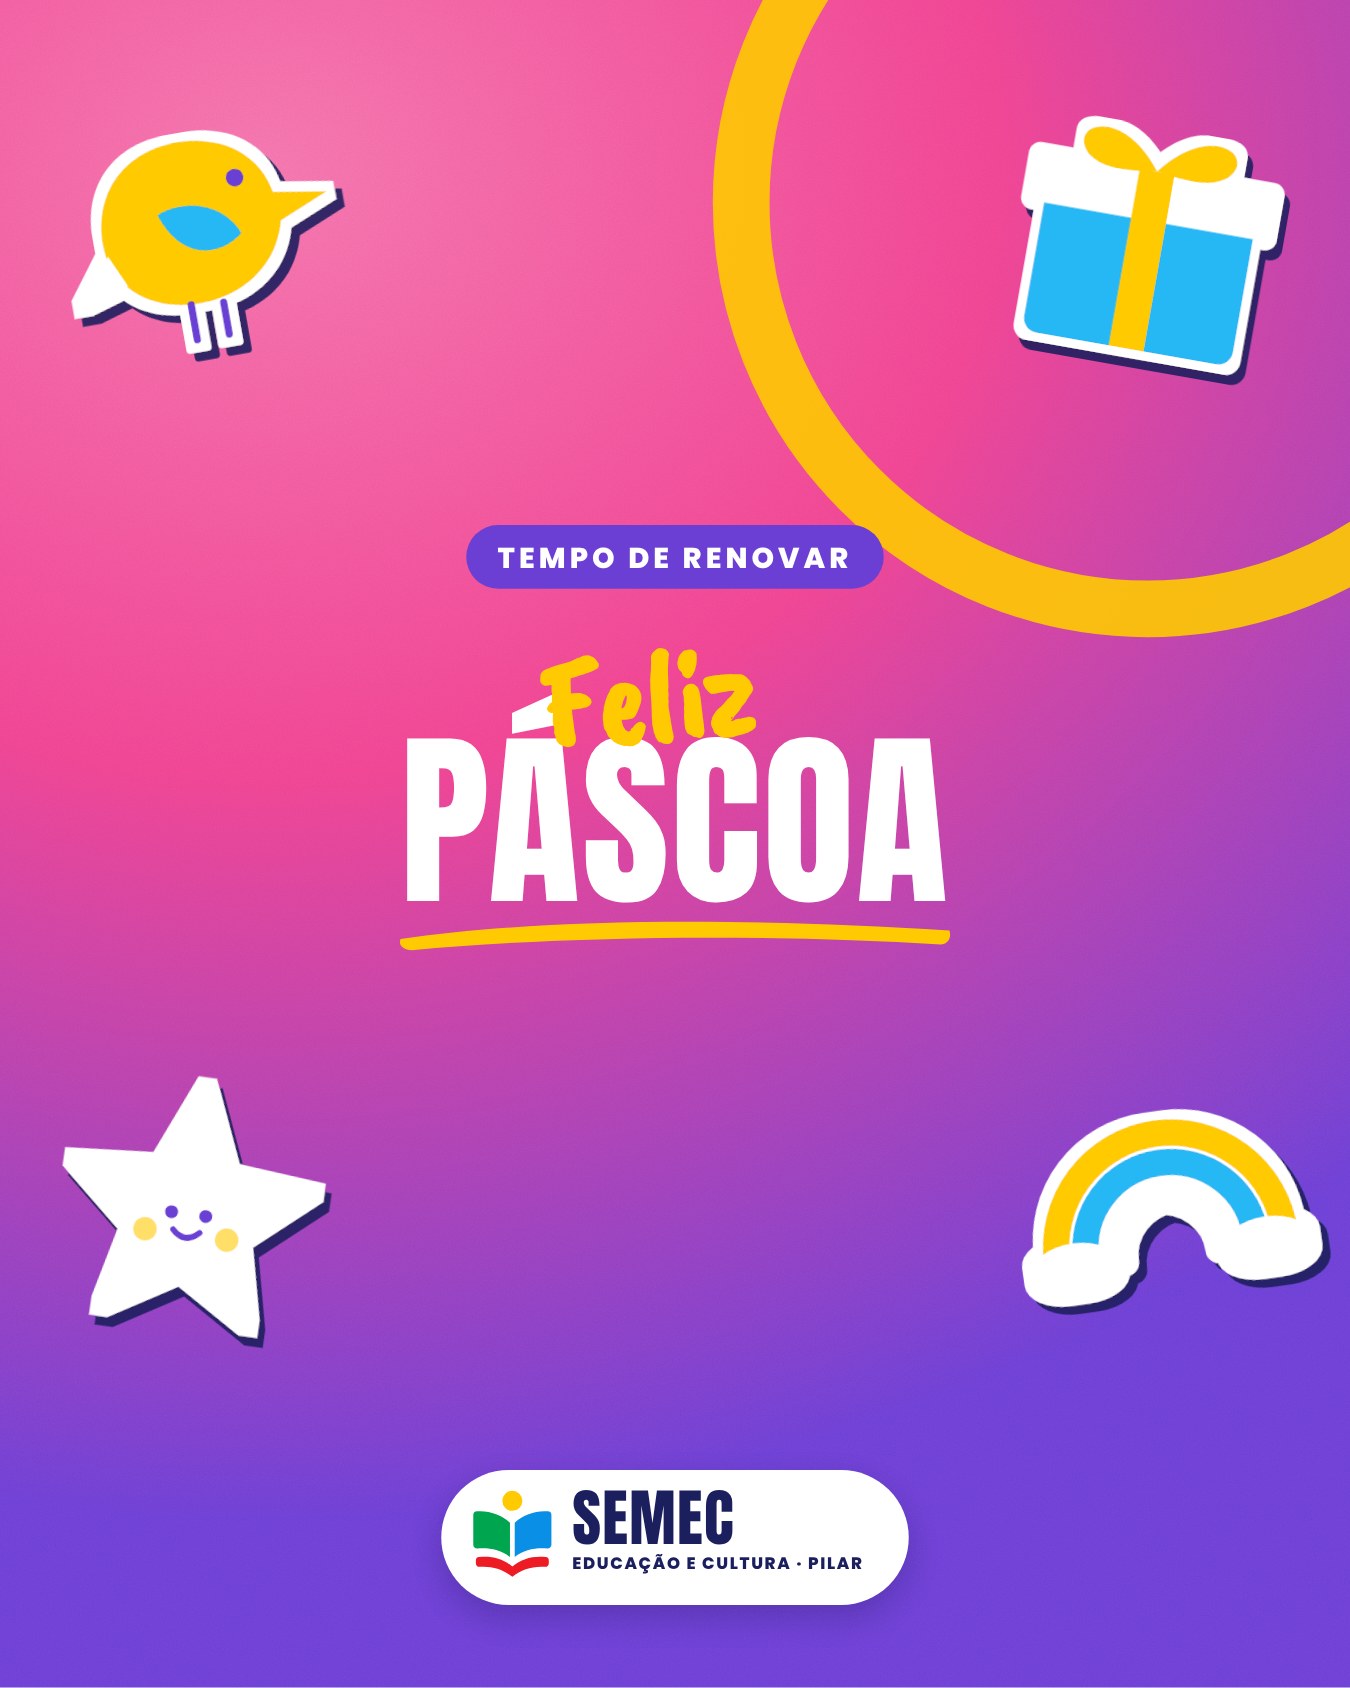 TEMPO DE RENOVAR
Feliz
PÁSCOA
SEMEC
EDUCAÇÃO E CULTURA · PILAR